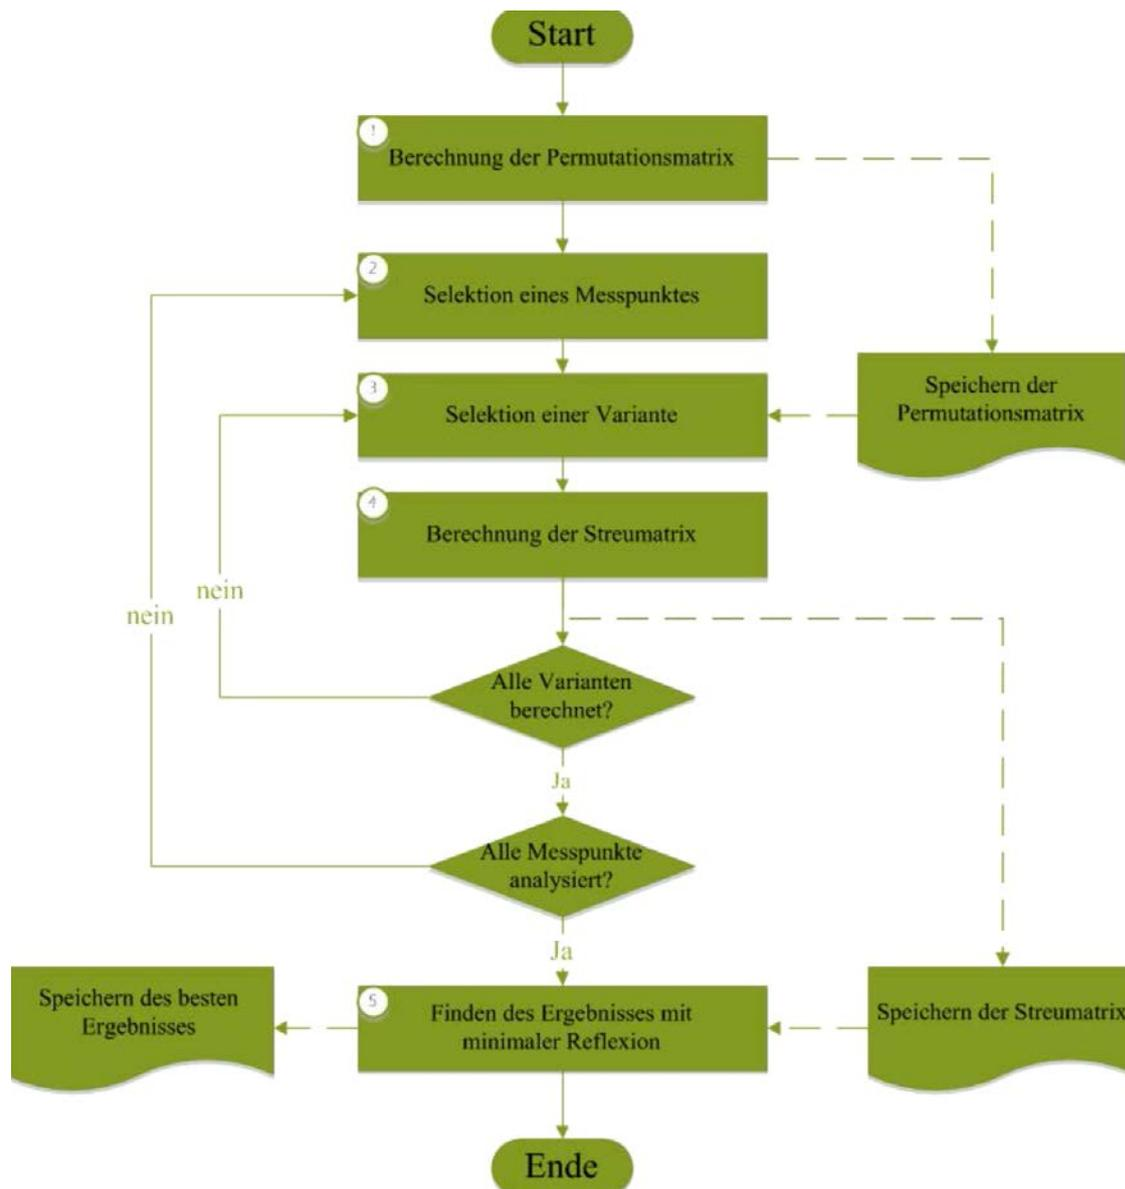 Start
1
Berechnung der Permutationsmatrix
2
Selektion eines Messpunktes
3
Selektion einer Variante
Speichern der
Permutationsmatrix
4
Berechnung der Streumatrix
nein
nein
Alle Varianten
berechnet?
Ja
Alle Messpunkte
analysiert?
Ja
Speichern des besten
Ergebnisses
5
Finden des Ergebnisses mit
minimaler Reflexion
Speichern der Streumatrix
Ende